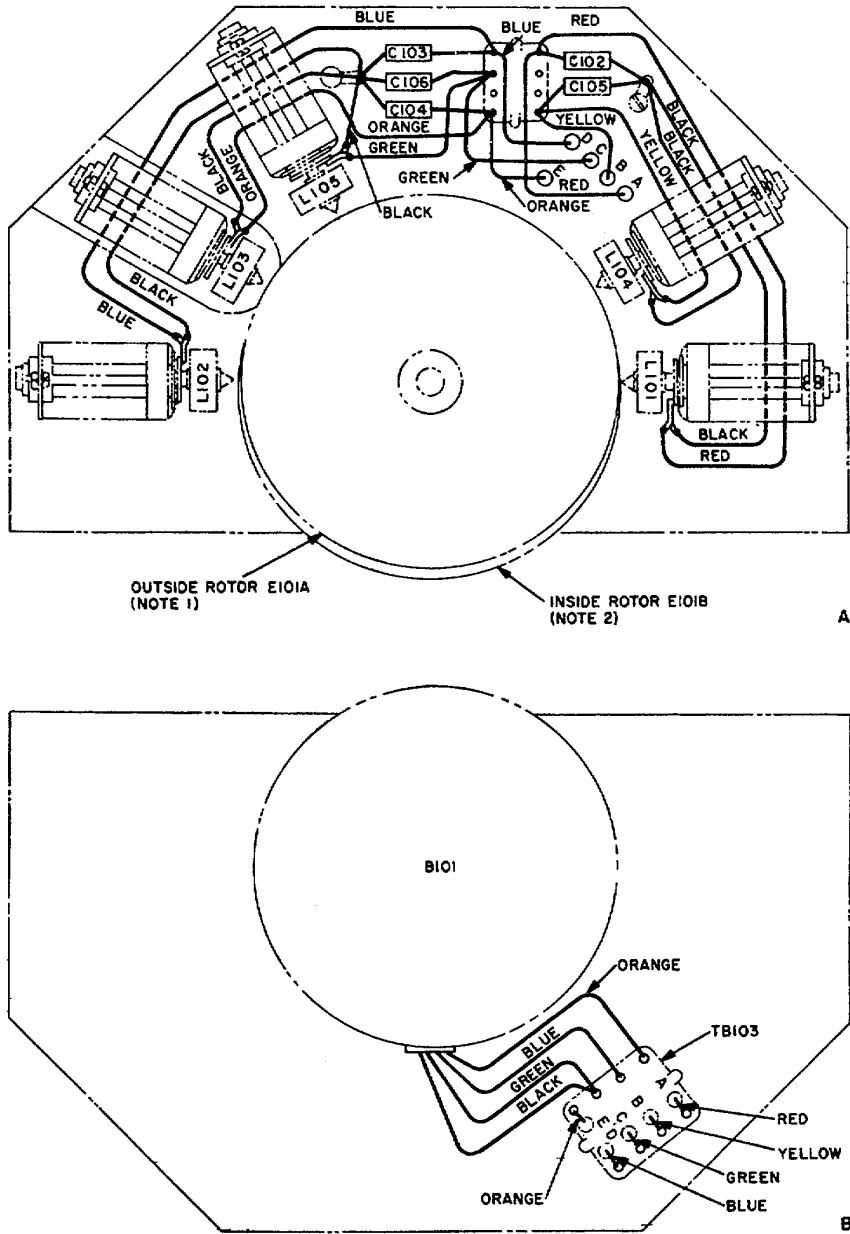 BLUE
BLUE
RED
C103
C102
C106
C105
C104
ORANGE
GREEN
YELLOW
BLACK
BLACK
YELLOW
BLACK
ORANGE
L105
BLACK
GREEN
D
C
B
A
E
RED
ORANGE
L103
L104
BLACK
BLUE
L102
L101
BLACK
RED
OUTSIDE ROTOR E101A
(NOTE 1)
INSIDE ROTOR E101B
(NOTE 2)
A
B101
ORANGE
TB103
BLUE
GREEN
BLACK
A
B
C
D
E
RED
YELLOW
GREEN
BLUE
ORANGE
B